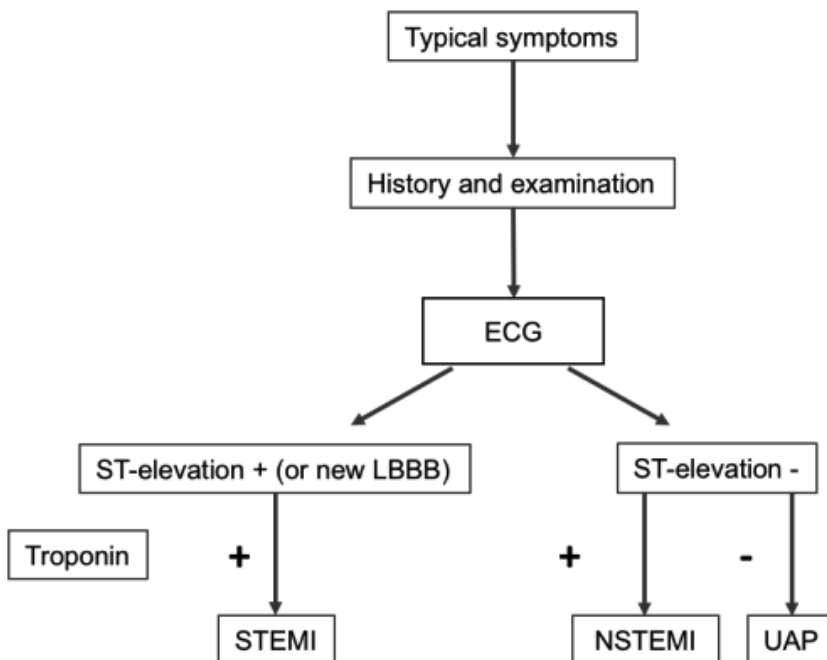 Typical symptoms
History and examination
ECG
ST-elevation + (or new LBBB)
ST-elevation -
Troponin
+
+
-
STEMI
NSTEMI
UAP